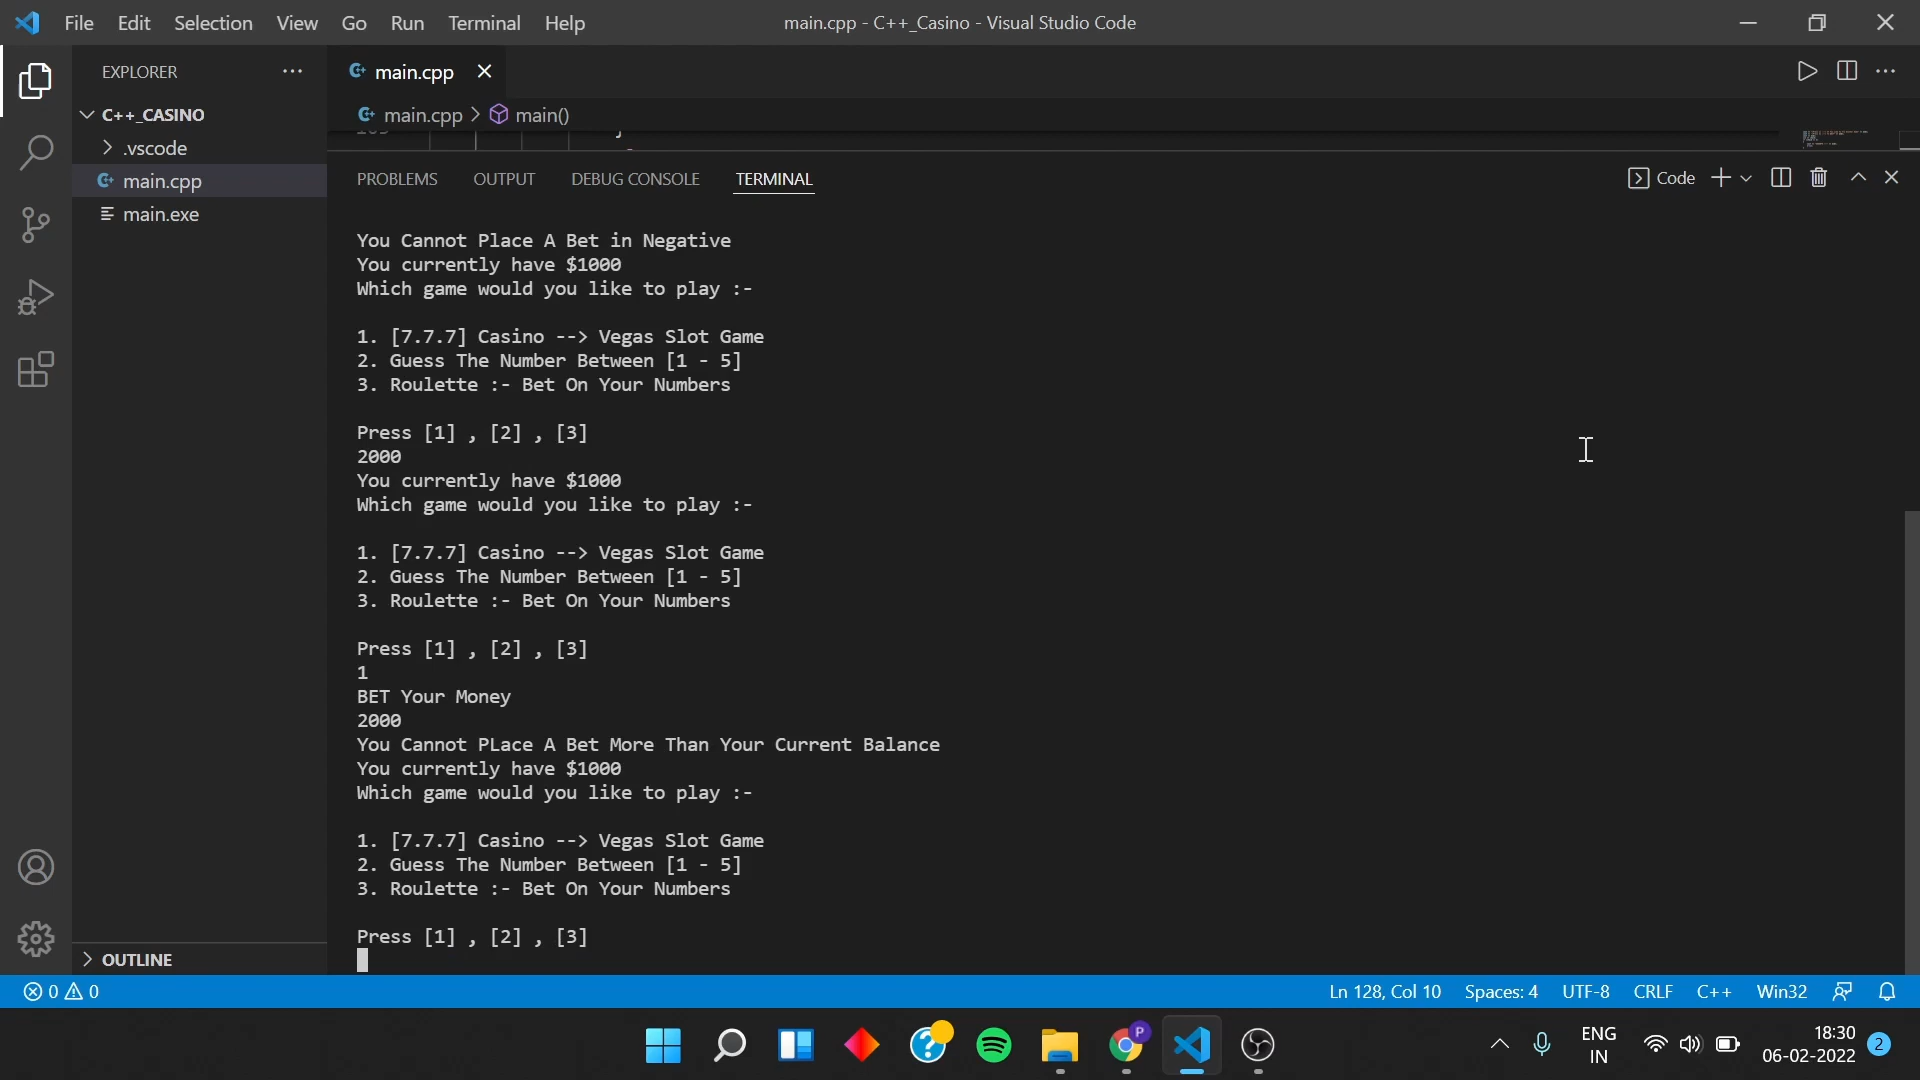 File Edit Selection View Go Run Terminal Help main.cpp - C++_Casino - Visual Studio Code
EXPLORER
main.cpp
C++_CASINO
main.cpp > main()
.vscode
main.cpp
main.exe
PROBLEMS OUTPUT DEBUG CONSOLE TERMINAL Code
You Cannot Place A Bet in Negative
You currently have $1000
Which game would you like to play :-
1. [7.7.7] Casino --> Vegas Slot Game
2. Guess The Number Between [1 - 5]
3. Roulette :- Bet On Your Numbers
Press [1] , [2] , [3]
2000
You currently have $1000
Which game would you like to play :-
1. [7.7.7] Casino --> Vegas Slot Game
2. Guess The Number Between [1 - 5]
3. Roulette :- Bet On Your Numbers
Press [1] , [2] , [3]
1
BET Your Money
2000
You Cannot PLace A Bet More Than Your Current Balance
You currently have $1000
Which game would you like to play :-
1. [7.7.7] Casino --> Vegas Slot Game
2. Guess The Number Between [1 - 5]
3. Roulette :- Bet On Your Numbers
Press [1] , [2] , [3]
OUTLINE
0 0 Ln 128, Col 10 Spaces: 4 UTF-8 CRLF C++ Win32
P
ENG
IN
18:30
06-02-2022
2